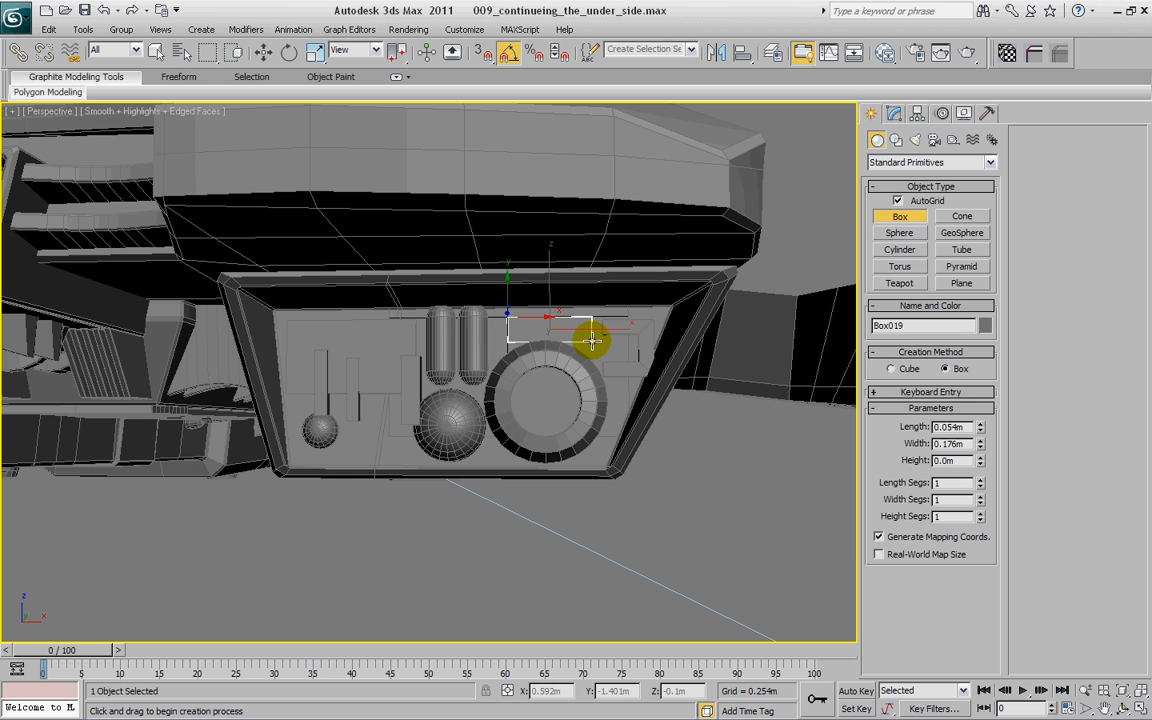 Autodesk 3ds Max 2011 009_continueing_the_under_side.max
Type a keyword or phrase
Edit Tools Group Views Create Modifiers Animation Graph Editors Rendering Customize MAXScript Help
All
View
Create Selection Se
Graphite Modeling Tools Freeform Selection Object Paint
Polygon Modeling
[ + ] [ Perspective ] [ Smooth + Highlights + Edged Faces ]
Standard Primitives
Object Type
AutoGrid
Box Cone
Sphere GeoSphere
Cylinder Tube
Torus Pyramid
Teapot Plane
Name and Color
Box019
Creation Method
Cube Box
Keyboard Entry
Parameters
Length: 0.054m
Width: 0.176m
Height: 0.0m
Length Segs: 1
Width Segs: 1
Height Segs: 1
Generate Mapping Coords.
Real-World Map Size
z
y
x
x
z
x
0 / 100
0 5 10 15 20 25 30 35 40 45 50 55 60 65 70 75 80 85 90 95 100
1 Object Selected X: 0.592m Y: -1.401m Z: -0.1m Grid = 0.254m Auto Key Selected
Welcome to M Click and drag to begin creation process Add Time Tag Set Key Key Filters... 0